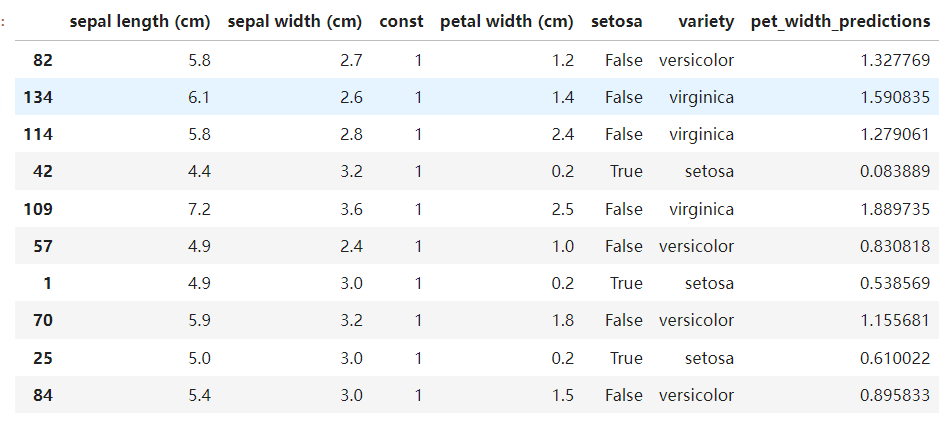 : sepal length (cm) sepal width (cm) const petal width (cm) setosa variety pet_width_predictions
82 5.8 2.7 1 1.2 False versicolor 1.327769
134 6.1 2.6 1 1.4 False virginica 1.590835
114 5.8 2.8 1 2.4 False virginica 1.279061
42 4.4 3.2 1 0.2 True setosa 0.083889
109 7.2 3.6 1 2.5 False virginica 1.889735
57 4.9 2.4 1 1.0 False versicolor 0.830818
1 4.9 3.0 1 0.2 True setosa 0.538569
70 5.9 3.2 1 1.8 False versicolor 1.155681
25 5.0 3.0 1 0.2 True setosa 0.610022
84 5.4 3.0 1 1.5 False versicolor 0.895833